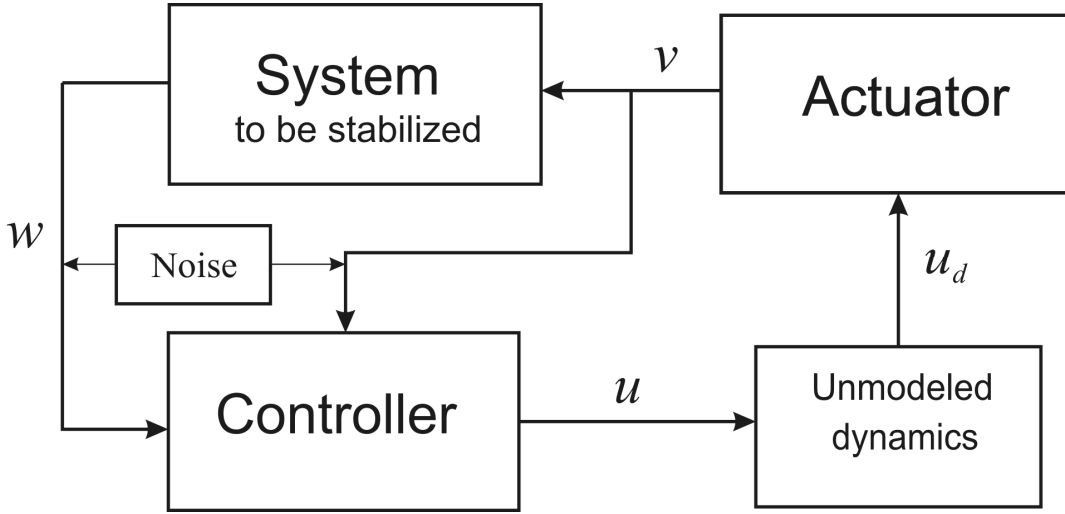 System
to be stabilized
v
Actuator
w
Noise
u_d
Controller
u
Unmodeled
dynamics